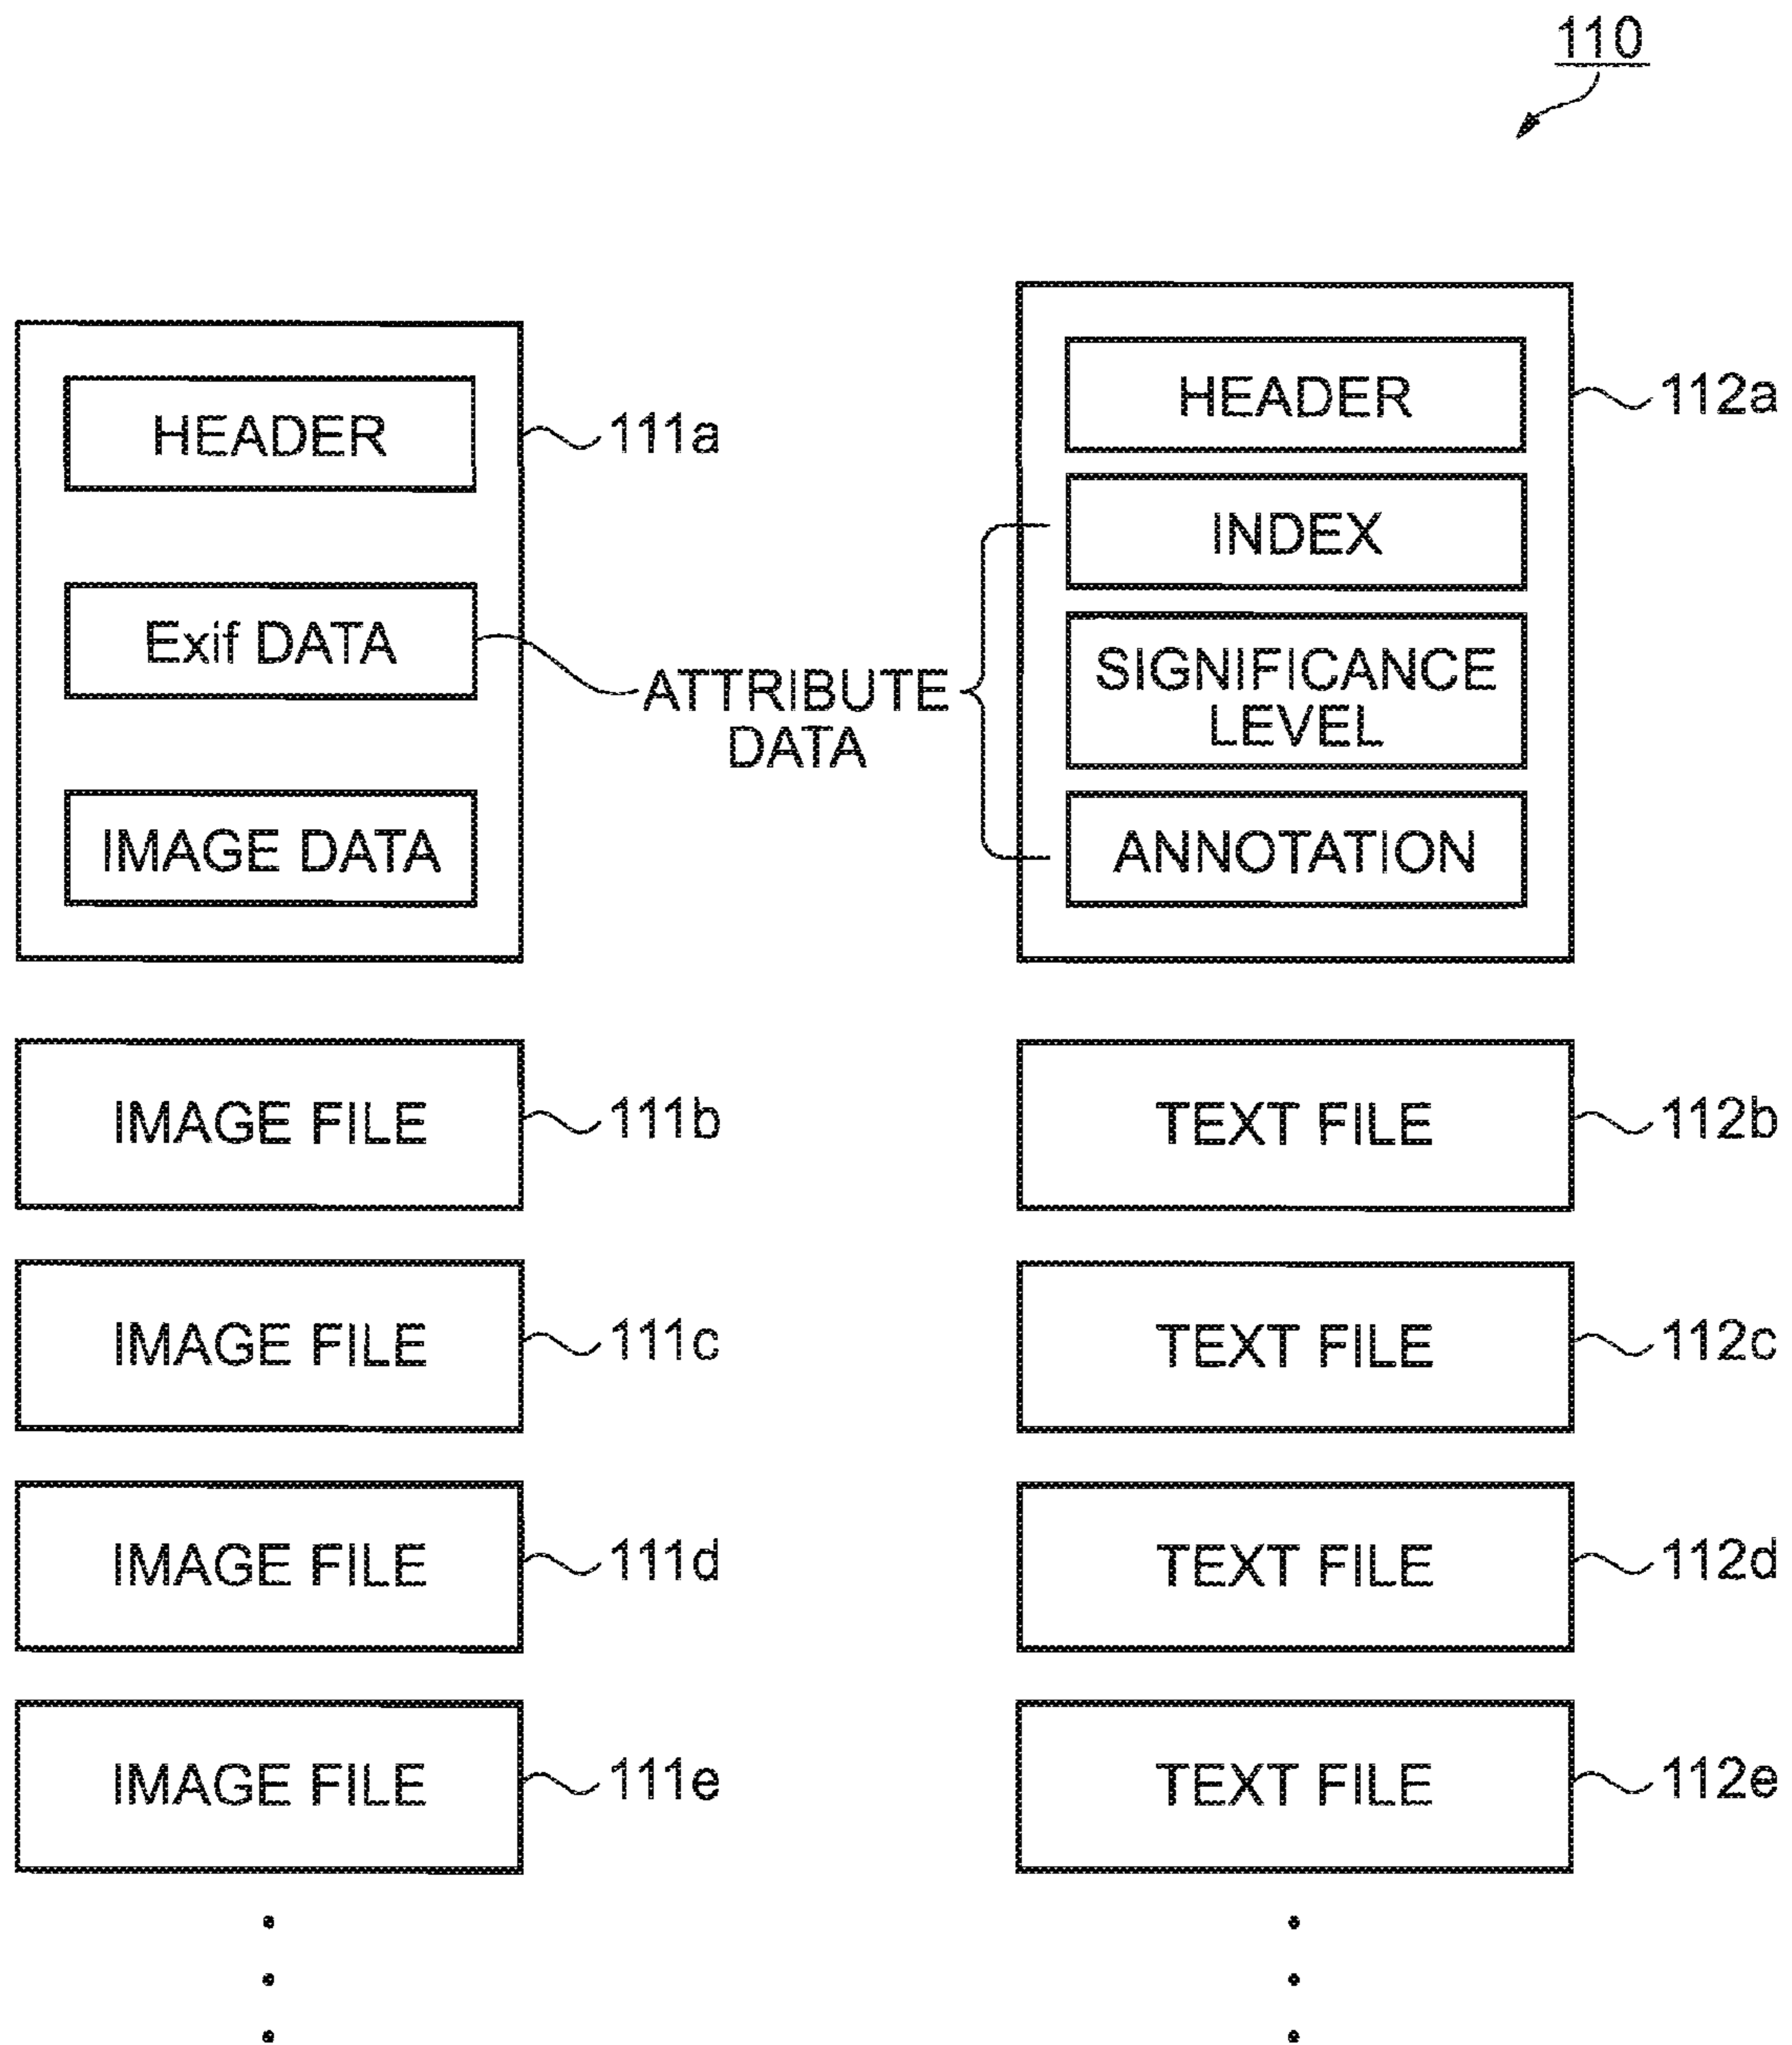 110
HEADER
111a
Exif DATA
IMAGE DATA
ATTRIBUTE
DATA
HEADER
112a
INDEX
SIGNIFICANCE
LEVEL
ANNOTATION
IMAGE FILE
111b
TEXT FILE
112b
IMAGE FILE
111c
TEXT FILE
112c
IMAGE FILE
111d
TEXT FILE
112d
IMAGE FILE
111e
TEXT FILE
112e